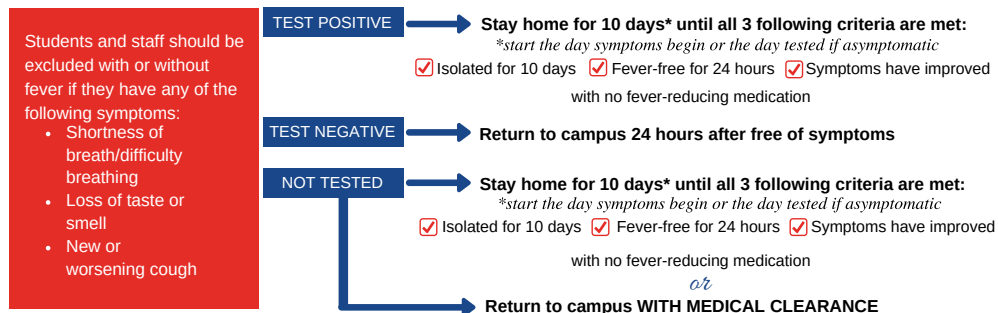 Students and staff should be
excluded with or without
fever if they have any of the
following symptoms:
• Shortness of
breath/difficulty
breathing
• Loss of taste or
smell
• New or
worsening cough
TEST POSITIVE
Stay home for 10 days* until all 3 following criteria are met:
*start the day symptoms begin or the day tested if asymptomatic
Isolated for 10 days Fever-free for 24 hours Symptoms have improved
with no fever-reducing medication
TEST NEGATIVE
Return to campus 24 hours after free of symptoms
NOT TESTED
Stay home for 10 days* until all 3 following criteria are met:
*start the day symptoms begin or the day tested if asymptomatic
Isolated for 10 days Fever-free for 24 hours Symptoms have improved
with no fever-reducing medication
or
Return to campus WITH MEDICAL CLEARANCE